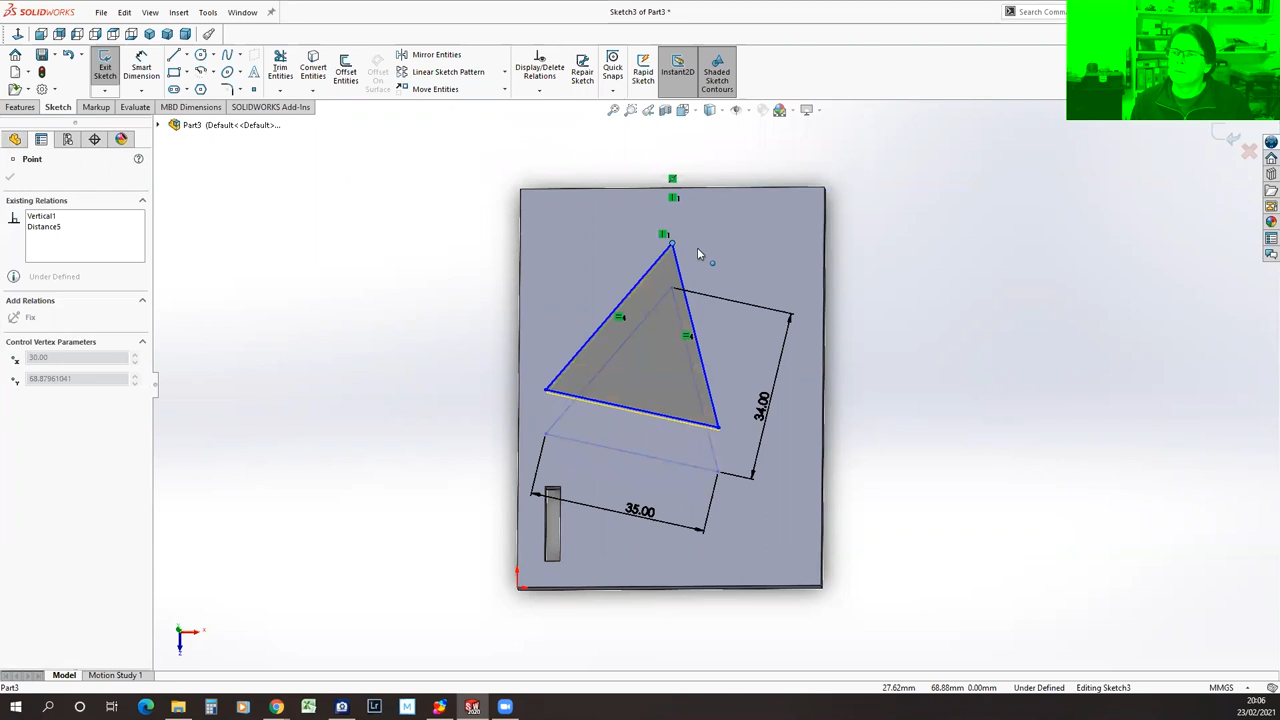 SOLIDWORKS File Edit View Insert Tools Window Sketch3 of Part3 * Search Comm
Exit Sketch
Smart Dimension
Trim Entities
Convert Entities
Offset Entities
Offset On Surface
Mirror Entities
Linear Sketch Pattern
Move Entities
Display/Delete Relations
Repair Sketch
Quick Snaps
Rapid Sketch
Instant2D
Shaded Sketch Contours
Features Sketch Markup Evaluate MBD Dimensions SOLIDWORKS Add-Ins
Part3 (Default<<Default>...
Point
Existing Relations
Vertical1
Distance5
Under Defined
Add Relations
Fix
Control Vertex Parameters
30.00
68.87961041
1
1
4
4
34.00
35.00
Model Motion Study 1
Part3 27.62mm 68.88mm 0.00mm Under Defined Editing Sketch3 MMGS
20:06
23/02/2021